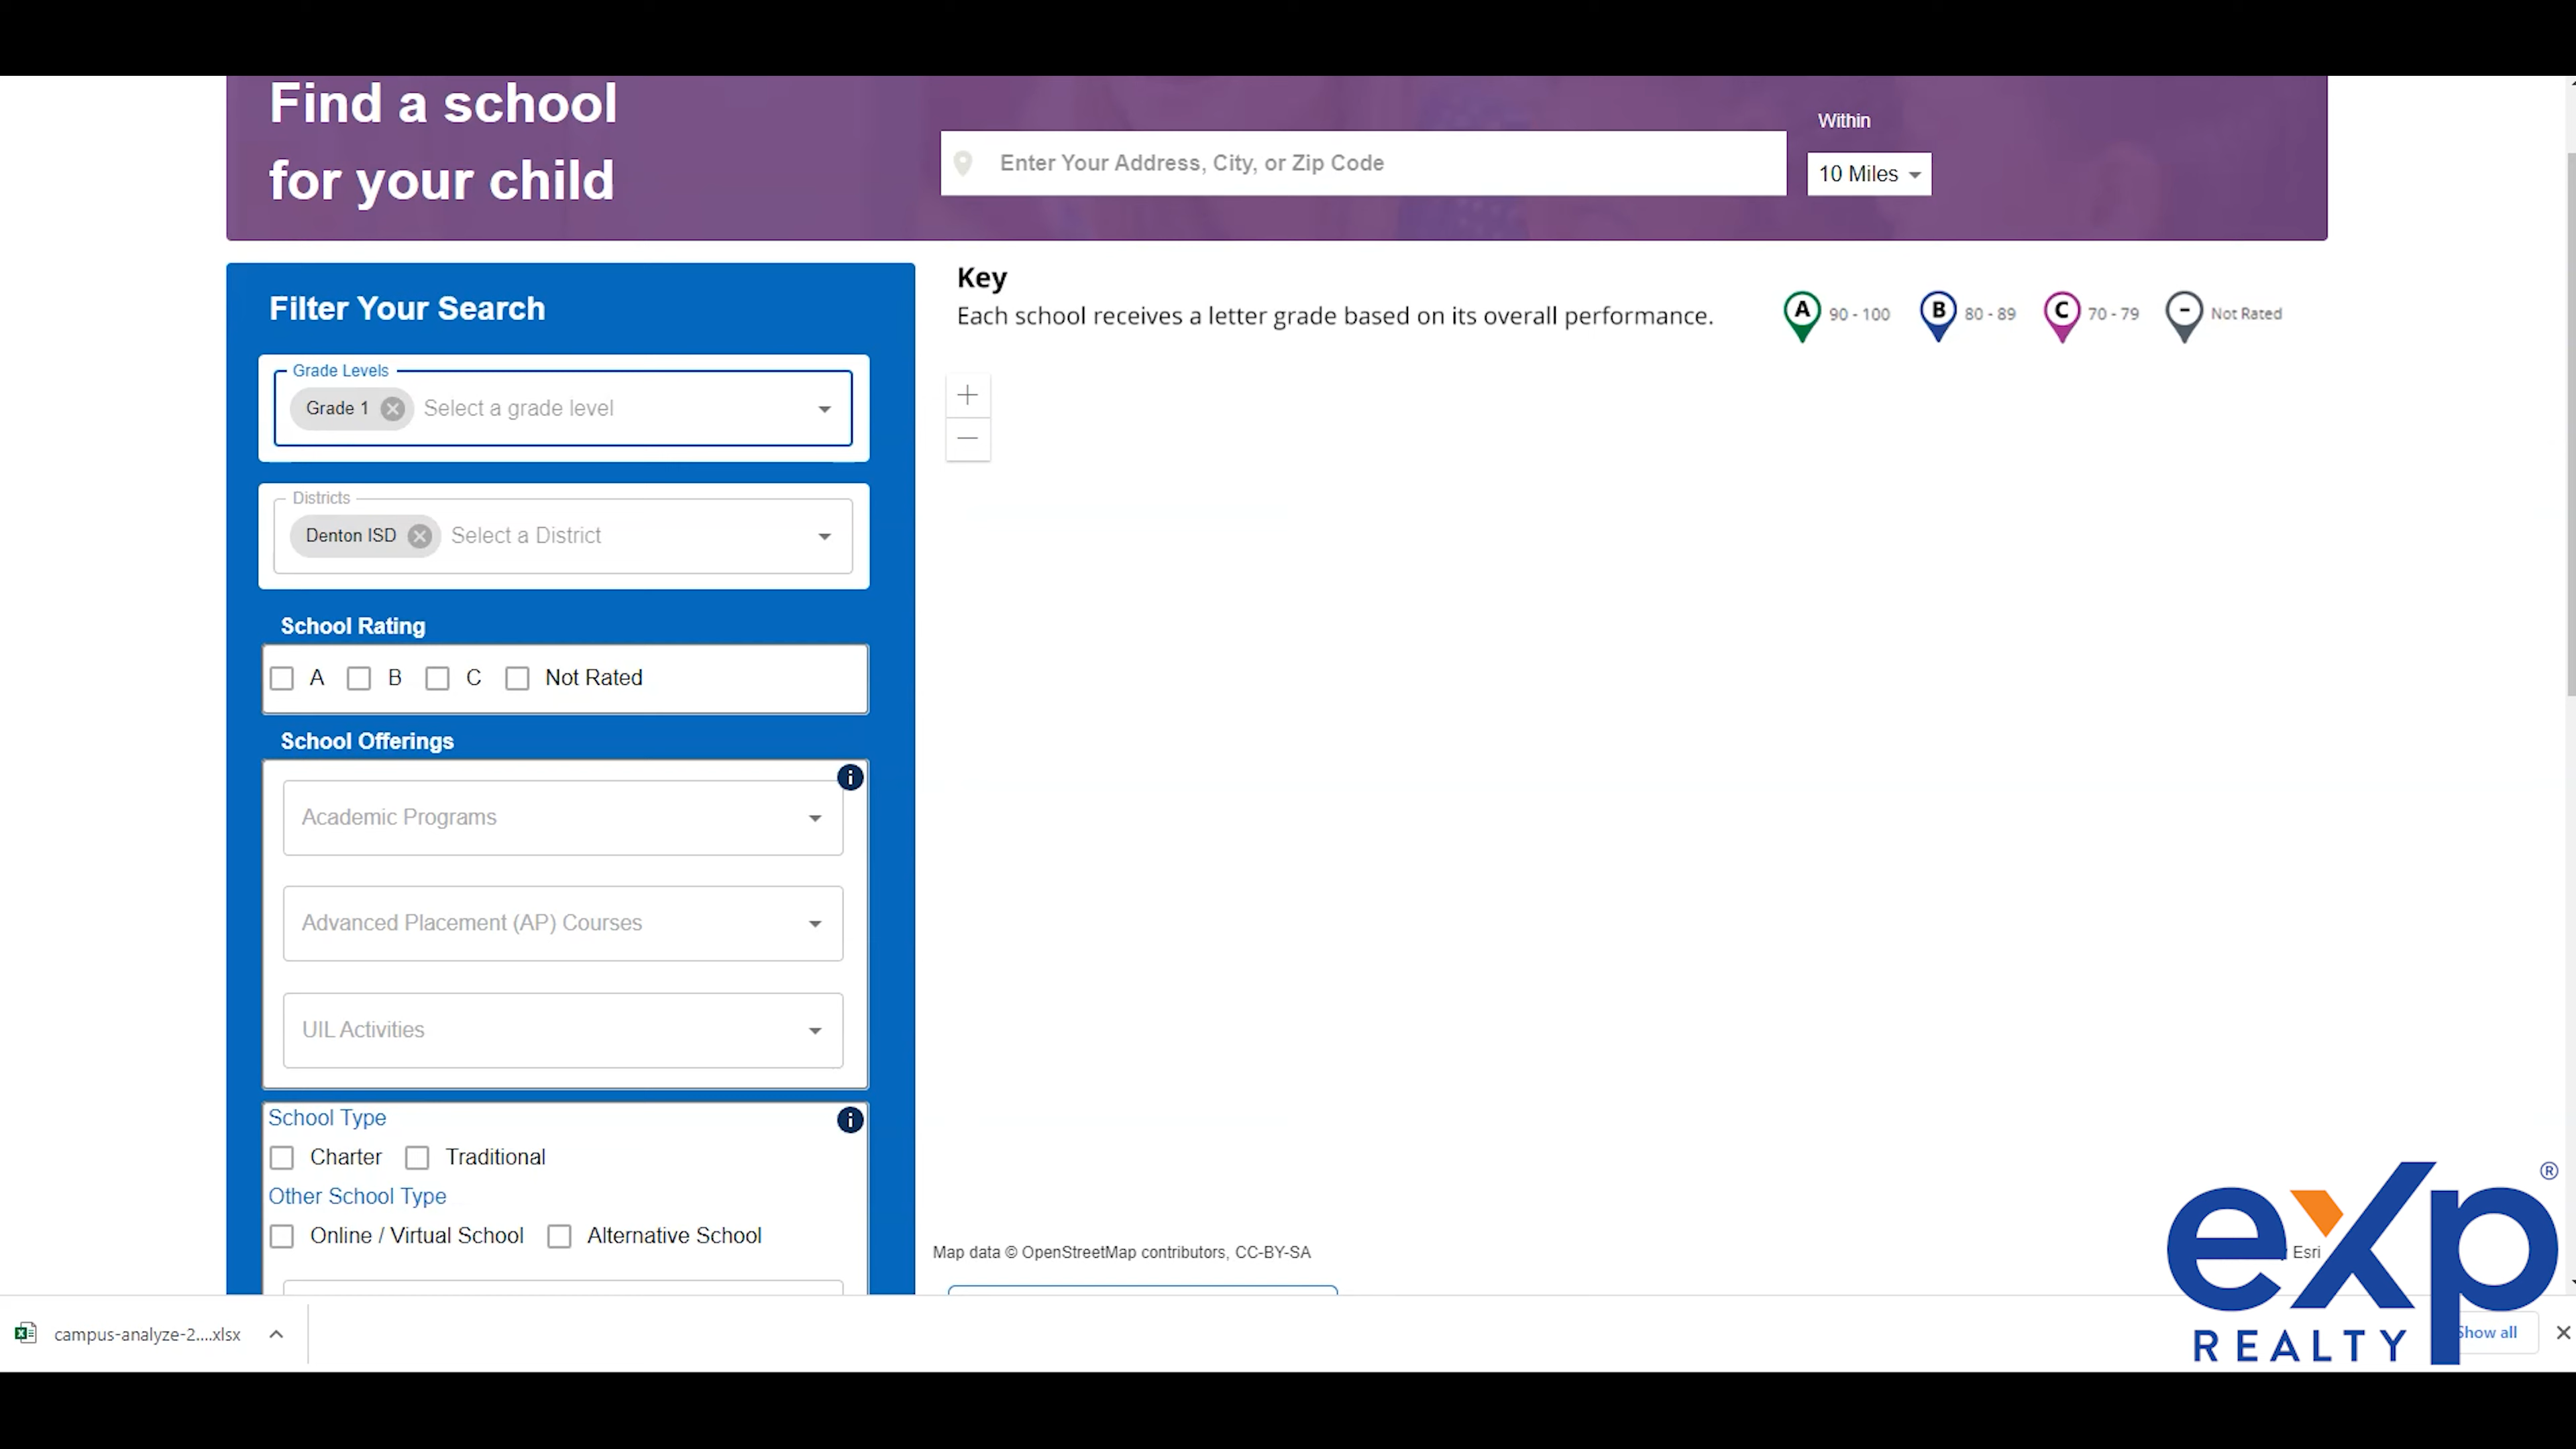 Find a school
for your child
Within
Enter Your Address, City, or Zip Code
10 Miles
Filter Your Search
Grade Levels
Grade 1 Select a grade level
Districts
Denton ISD Select a District
School Rating
A B C Not Rated
School Offerings
i
Academic Programs
Advanced Placement (AP) Courses
UIL Activities
School Type
i
Charter Traditional
Other School Type
Online / Virtual School Alternative School
Key
Each school receives a letter grade based on its overall performance.
A 90 - 100 B 80 - 89 C 70 - 79 - Not Rated
+
−
Map data © OpenStreetMap contributors, CC-BY-SA
Esri
campus-analyze-2....xlsx
Show all
eXp®
REALTY